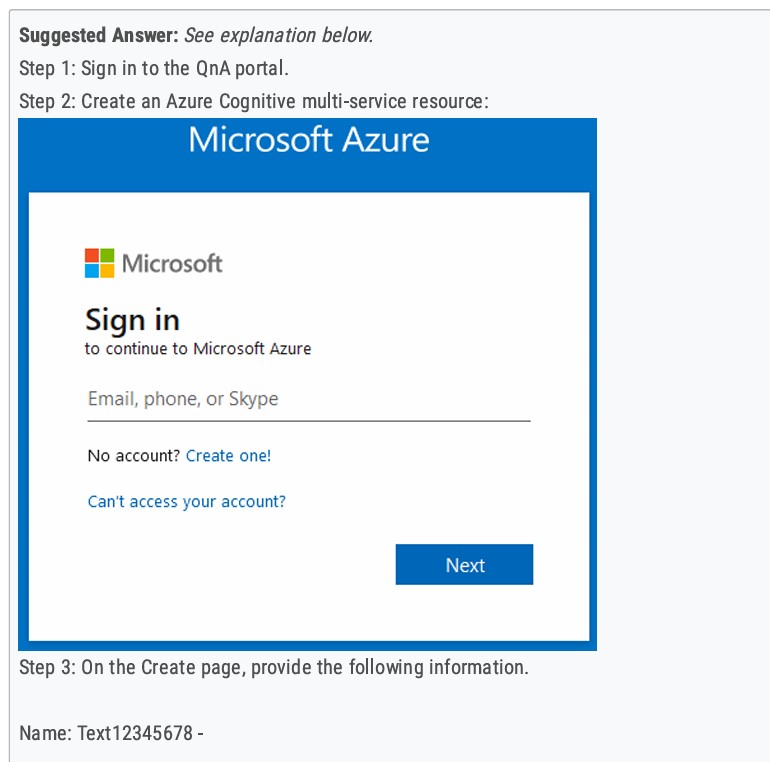 Suggested Answer: See explanation below.
Step 1: Sign in to the QnA portal.
Step 2: Create an Azure Cognitive multi-service resource:
Microsoft Azure
Microsoft
Sign in
to continue to Microsoft Azure
Email, phone, or Skype
No account? Create one!
Can't access your account?
Next
Step 3: On the Create page, provide the following information.
Name: Text12345678 -